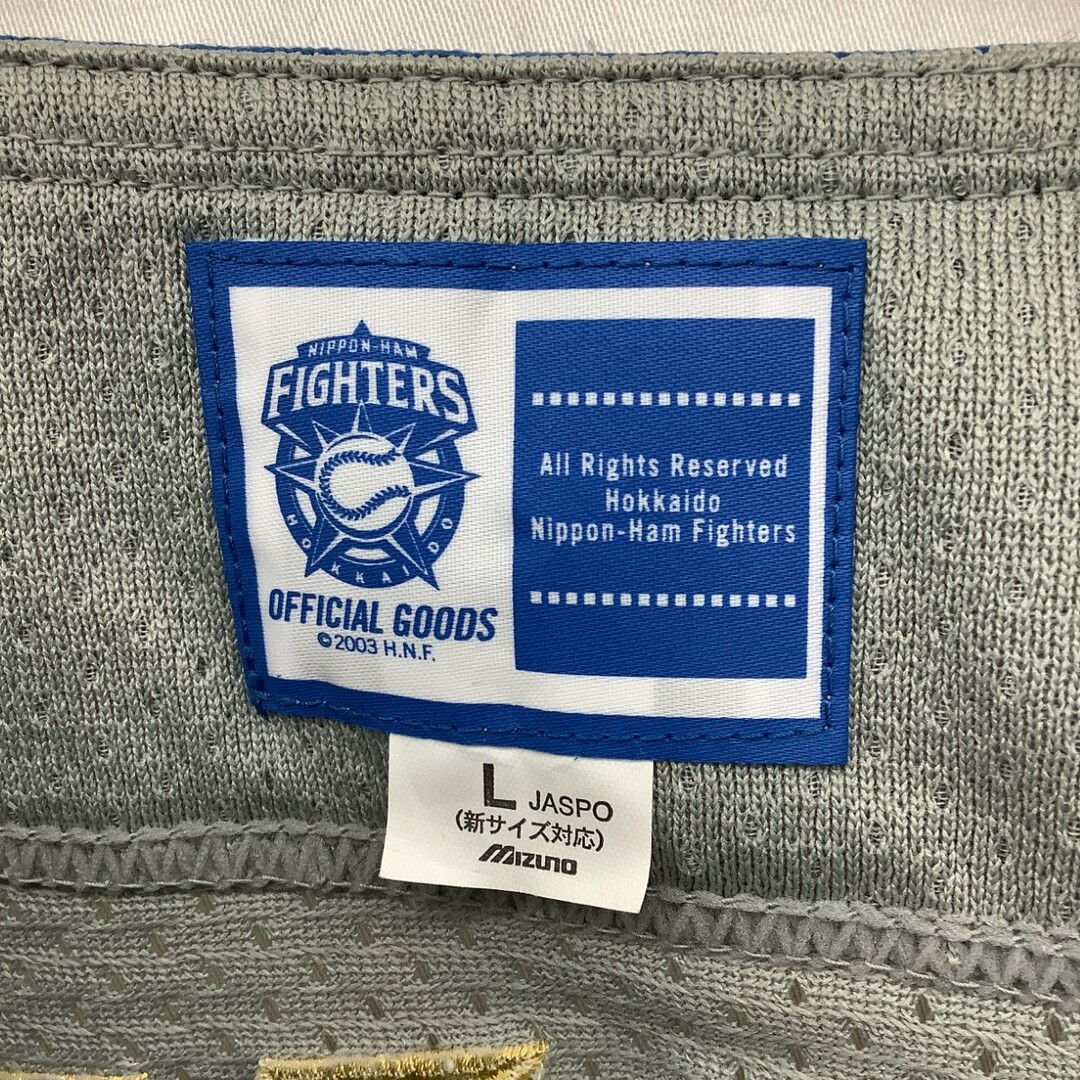 NIPPON-HAM
FIGHTERS
HOKKAIDO
OFFICIAL GOODS
©2003 H.N.F.
All Rights Reserved
Hokkaido
Nippon-Ham Fighters
L JASPO
(新サイズ対応)
Mizuno